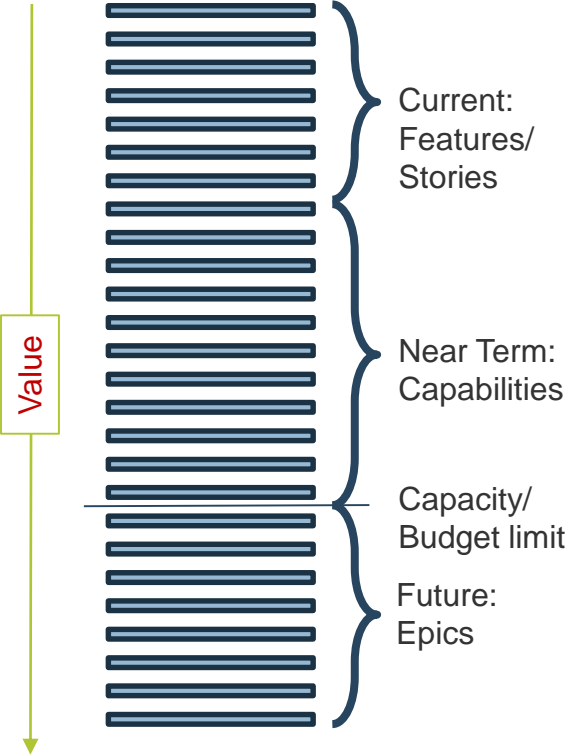 Current:
Features/
Stories
Value
Near Term:
Capabilities
Capacity/
Budget limit
Future:
Epics